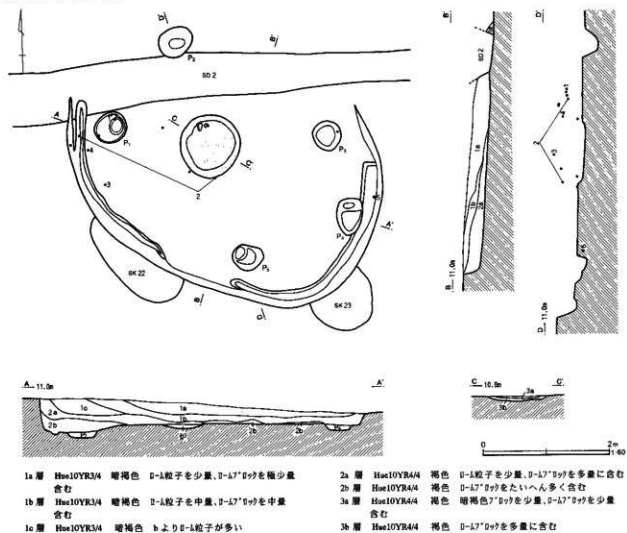 D'
B'
P₂
SD 2
A
C
P₁
P₃
C'
4
3
2
5
A'
P₄
P₅
SK 22
SK 23
B
D
B'
SD 2
1a
1b
2a
B 11.0m
D'
1
4
2
3
5
D 11.0m
A 11.0m
A'
2a
1c
1a
1b
2b
2b
2b
C 10.8m
C'
3a
3b
0 2m
1:60
1a 層 Hue10YR3/4 暗褐色 ローム粒子を少量、ロームブロックを極少量
含む
1b 層 Hue10YR3/4 暗褐色 ローム粒子を中量、ロームブロックを中量
含む
1c 層 Hue10YR3/4 暗褐色 bよりローム粒子が多い
2a 層 Hue10YR4/4 褐色 ローム粒子を少量、ロームブロックを多量に含む
2b 層 Hue10YR4/4 褐色 ロームブロックをたいへん多く含む
3a 層 Hue10YR4/4 褐色 暗褐色ブロックを少量、ロームブロックを少量
含む
3b 層 Hue10YR4/4 褐色 ロームブロックを多量に含む